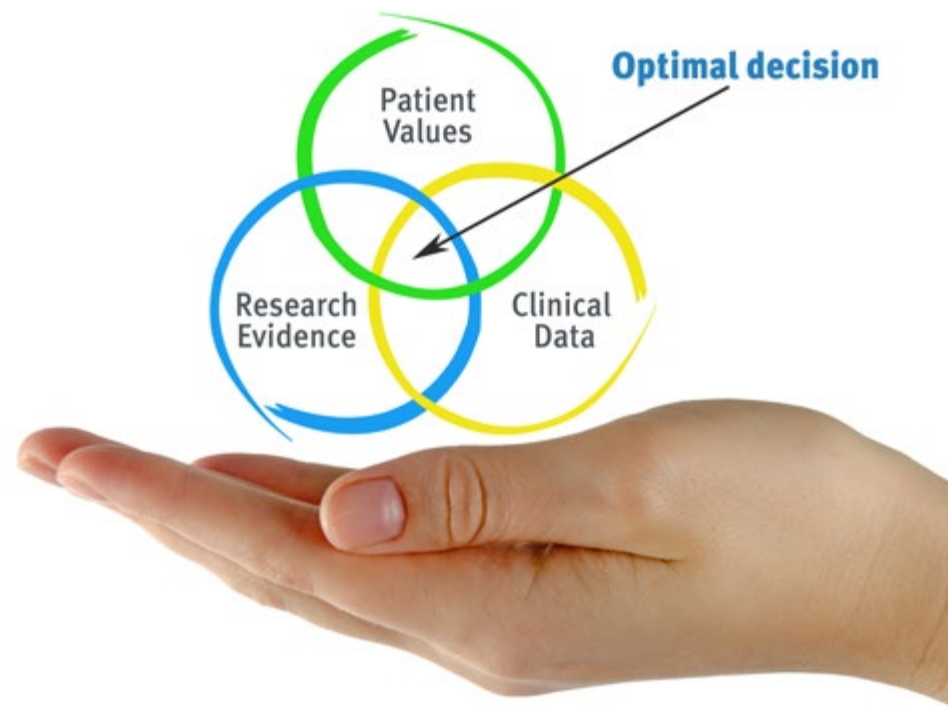 Optimal decision
Patient
Values
Research
Evidence
Clinical
Data